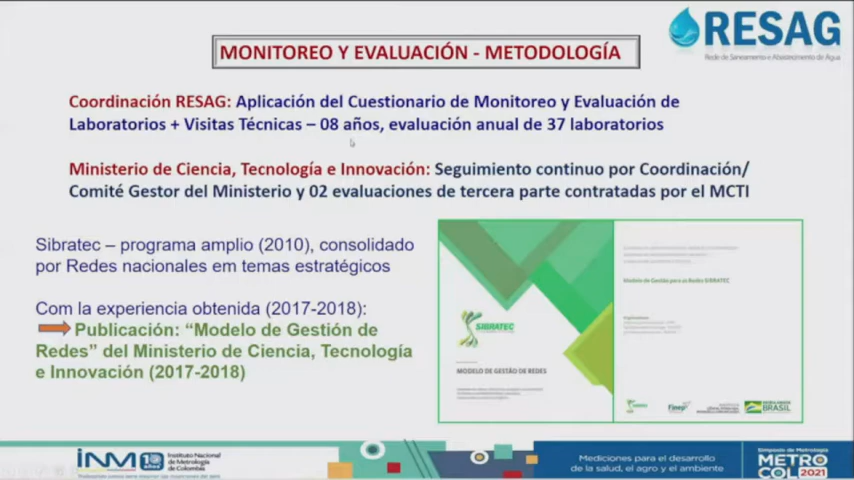 RESAG
Rede de Saneamento e Abastecimento de Água
MONITOREO Y EVALUACIÓN - METODOLOGÍA
Coordinación RESAG: Aplicación del Cuestionario de Monitoreo y Evaluación de
Laboratorios + Visitas Técnicas – 08 años, evaluación anual de 37 laboratorios
Ministerio de Ciencia, Tecnología e Innovación: Seguimiento continuo por Coordinación/
Comité Gestor del Ministerio y 02 evaluaciones de tercera parte contratadas por el MCTI
Sibratec – programa amplio (2010), consolidado
por Redes nacionales em temas estratégicos
Com la experiencia obtenida (2017-2018):
Publicación: “Modelo de Gestión de
Redes” del Ministerio de Ciencia, Tecnología
e Innovación (2017-2018)
SIBRATEC
MODELO DE GESTÃO DE REDES
Modelo de Gestão para as Redes SIBRATEC
Finep
BRASIL
INM
10
años
Instituto Nacional
de Metrología
de Colombia
Mediciones para el desarrollo
de la salud, el agro y el ambiente
Simposio de Metrología
METRO
COL 2021